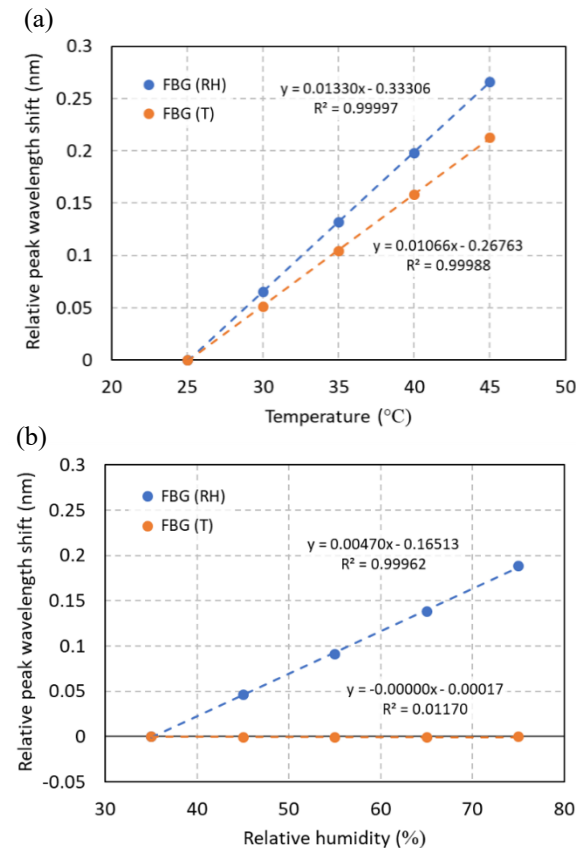 (a)
0.3
0.25
0.2
0.15
0.1
0.05
0
Relative peak wavelength shift (nm)
FBG (RH)
FBG (T)
y = 0.01330x - 0.33306
R² = 0.99997
y = 0.01066x - 0.26763
R² = 0.99988
20 25 30 35 40 45 50
Temperature (°C)
(b)
0.3
0.25
0.2
0.15
0.1
0.05
0
-0.05
Relative peak wavelength shift (nm)
FBG (RH)
FBG (T)
y = 0.00470x - 0.16513
R² = 0.99962
y = -0.00000x - 0.00017
R² = 0.01170
30 40 50 60 70 80
Relative humidity (%)